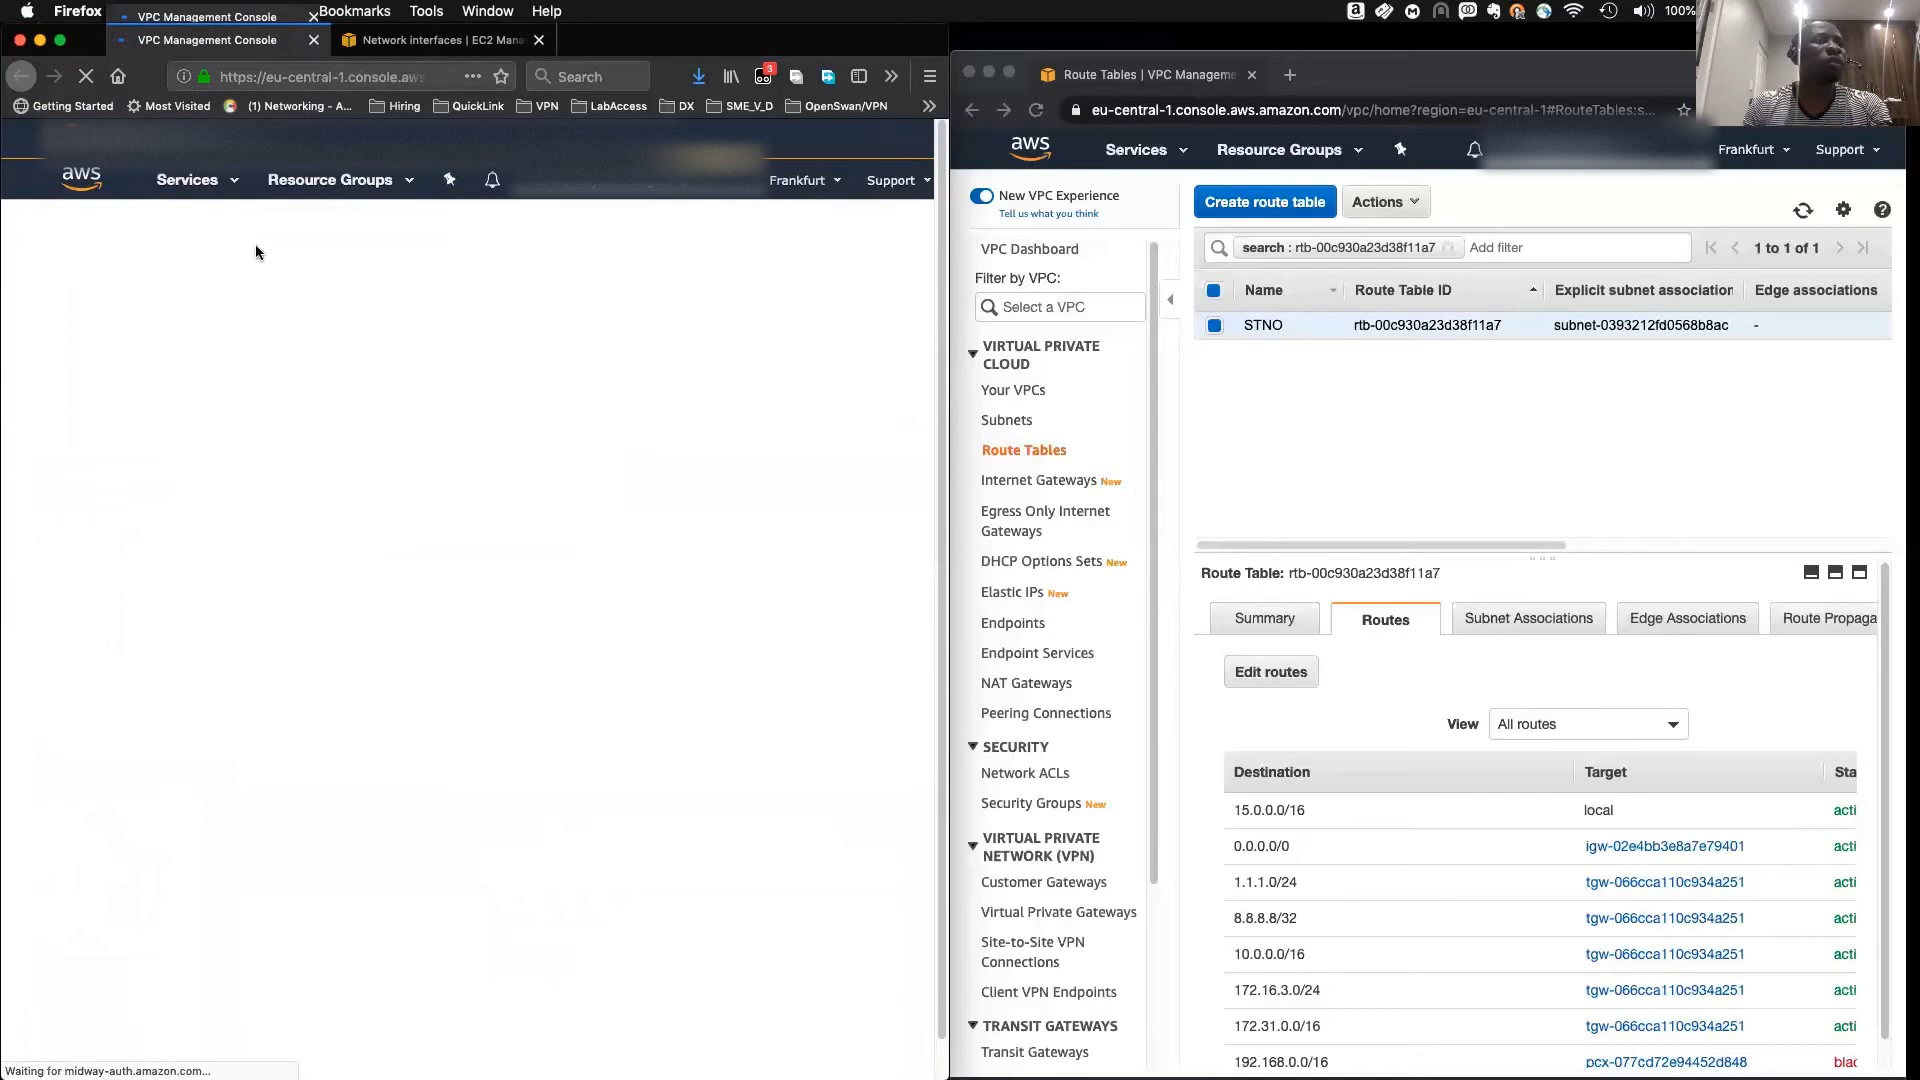 Firefox
VPC Management Console
Bookmarks
Tools
Window
Help
100%
VPC Management Console
Network interfaces | EC2 Mana
https://eu-central-1.console.aws
Search
3
Getting Started
Most Visited
(1) Networking - A...
Hiring
QuickLink
VPN
LabAccess
DX
SME_V_D
OpenSwan/VPN
aws
Services
Resource Groups
Frankfurt
Support
Waiting for midway-auth.amazon.com...
Route Tables | VPC Manageme
eu-central-1.console.aws.amazon.com/vpc/home?region=eu-central-1#RouteTables:s...
aws
Services
Resource Groups
Frankfurt
Support
New VPC Experience
Tell us what you think
VPC Dashboard
Filter by VPC:
Select a VPC
VIRTUAL PRIVATE
CLOUD
Your VPCs
Subnets
Route Tables
Internet Gateways New
Egress Only Internet
Gateways
DHCP Options Sets New
Elastic IPs New
Endpoints
Endpoint Services
NAT Gateways
Peering Connections
SECURITY
Network ACLs
Security Groups New
VIRTUAL PRIVATE
NETWORK (VPN)
Customer Gateways
Virtual Private Gateways
Site-to-Site VPN
Connections
Client VPN Endpoints
TRANSIT GATEWAYS
Transit Gateways
Create route table
Actions
search : rtb-00c930a23d38f11a7
Add filter
1 to 1 of 1
Name
Route Table ID
Explicit subnet association
Edge associations
STNO
rtb-00c930a23d38f11a7
subnet-0393212fd0568b8ac
-
Route Table: rtb-00c930a23d38f11a7
Summary
Routes
Subnet Associations
Edge Associations
Route Propaga
Edit routes
View
All routes
Destination
Target
Sta
15.0.0.0/16
local
acti
0.0.0.0/0
igw-02e4bb3e8a7e79401
acti
1.1.1.0/24
tgw-066cca110c934a251
acti
8.8.8.8/32
tgw-066cca110c934a251
acti
10.0.0.0/16
tgw-066cca110c934a251
acti
172.16.3.0/24
tgw-066cca110c934a251
acti
172.31.0.0/16
tgw-066cca110c934a251
acti
192.168.0.0/16
pcx-077cd72e94452d848
blac